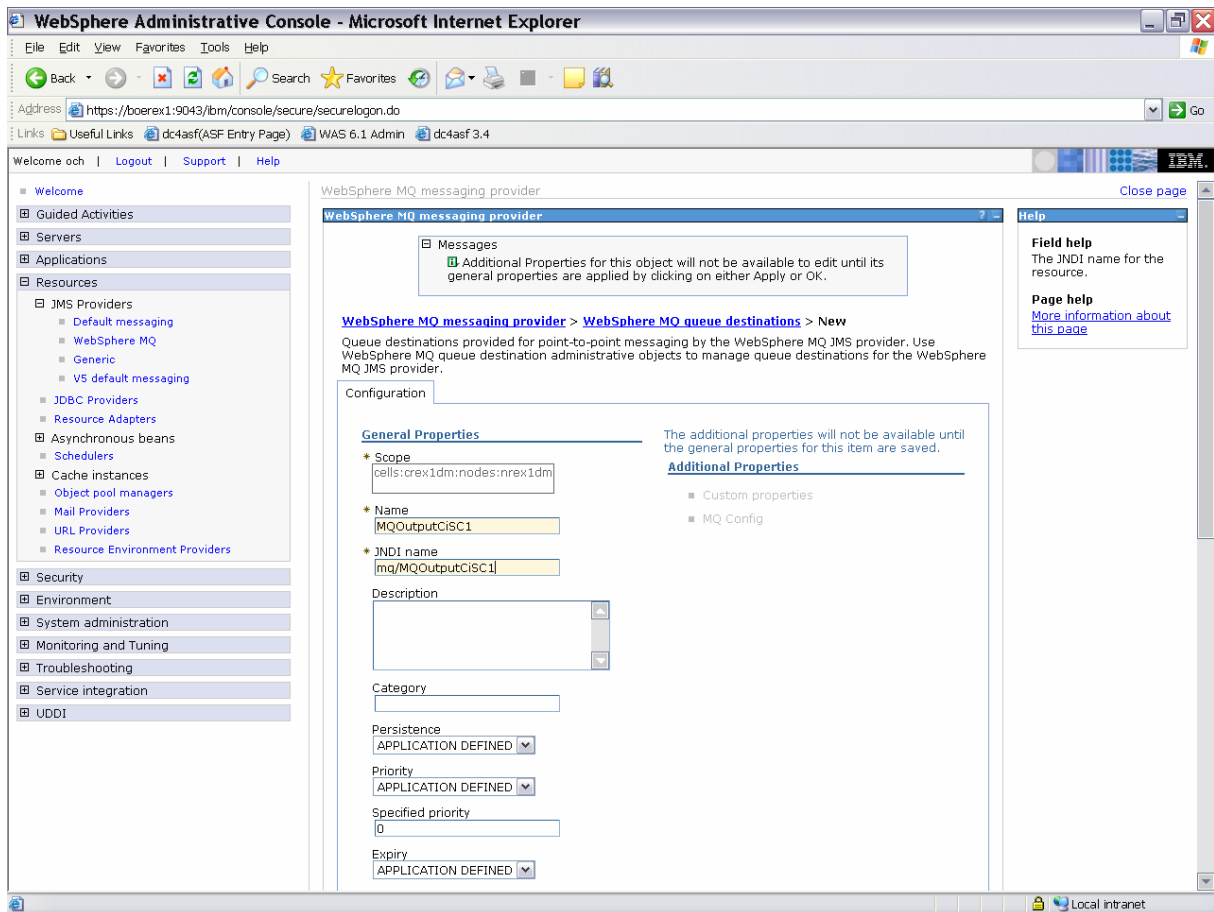 WebSphere Administrative Console - Microsoft Internet Explorer
File Edit View Favorites Tools Help
Back Search Favorites
Address https://boerex1:9043/ibm/console/secure/securelogon.do Go
Links Useful Links dc4asf(ASF Entry Page) WAS 6.1 Admin dc4asf 3.4
Welcome och | Logout | Support | Help
IBM.
Welcome
Guided Activities
Servers
Applications
Resources
JMS Providers
Default messaging
WebSphere MQ
Generic
V5 default messaging
JDBC Providers
Resource Adapters
Asynchronous beans
Schedulers
Cache instances
Object pool managers
Mail Providers
URL Providers
Resource Environment Providers
Security
Environment
System administration
Monitoring and Tuning
Troubleshooting
Service integration
UDDI
WebSphere MQ messaging provider
Close page
WebSphere MQ messaging provider ? -
Messages
Additional Properties for this object will not be available to edit until its
general properties are applied by clicking on either Apply or OK.
WebSphere MQ messaging provider > WebSphere MQ queue destinations > New
Queue destinations provided for point-to-point messaging by the WebSphere MQ JMS provider. Use
WebSphere MQ queue destination administrative objects to manage queue destinations for the WebSphere
MQ JMS provider.
Configuration
General Properties
* Scope
cells:crex1dm:nodes:nrex1dm
* Name
MQOutputCiSC1
* JNDI name
mq/MQOutputCiSC1
Description
Category
Persistence
APPLICATION DEFINED
Priority
APPLICATION DEFINED
Specified priority
0
Expiry
APPLICATION DEFINED
The additional properties will not be available until
the general properties for this item are saved.
Additional Properties
Custom properties
MQ Config
Help
Field help
The JNDI name for the
resource.
Page help
More information about
this page
Local intranet